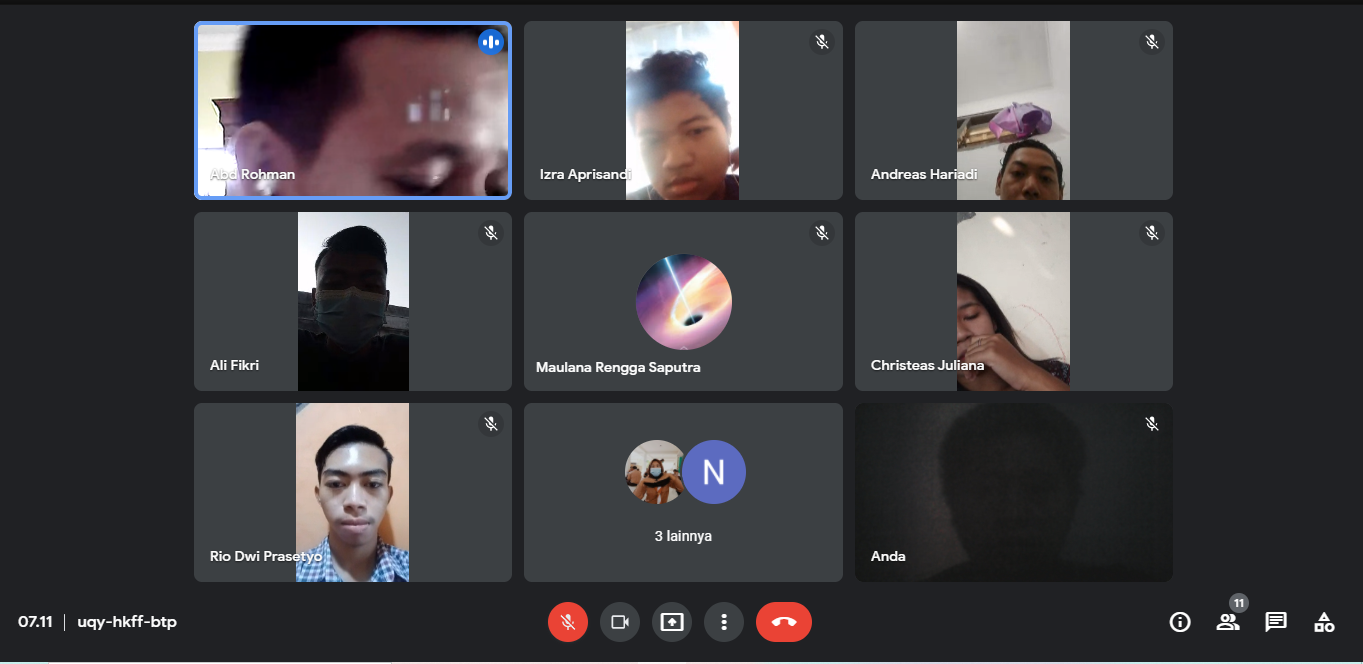 Abd Rohman
Izra Aprisandi
Andreas Hariadi
Ali Fikri
Maulana Rengga Saputra
Christeas Juliana
Rio Dwi Prasetyo
N
3 lainnya
Anda
07.11 | uqy-hkff-btp
11